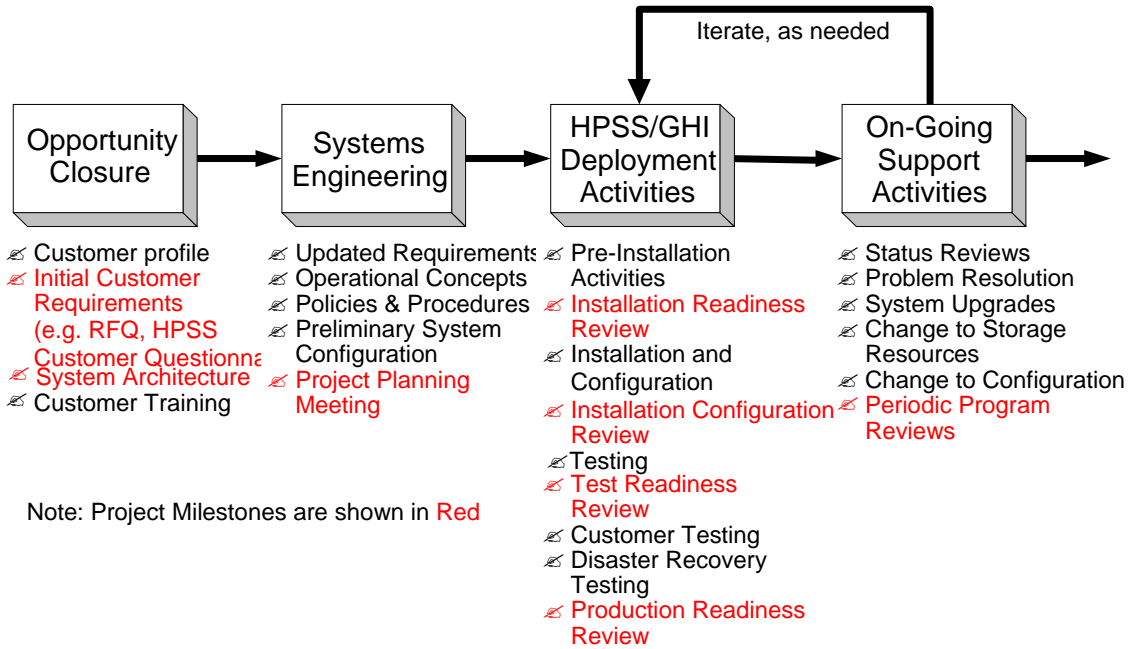 Iterate, as needed
Opportunity
Closure
Systems
Engineering
HPSS/GHI
Deployment
Activities
On-Going
Support
Activities
Customer profile
Initial Customer
Requirements
(e.g. RFQ, HPSS
Customer Questionna
System Architecture
Customer Training
Updated Requirements
Operational Concepts
Policies & Procedures
Preliminary System
Configuration
Project Planning
Meeting
Pre-Installation
Activities
Installation Readiness
Review
Installation and
Configuration
Installation Configuration
Review
Testing
Test Readiness
Review
Customer Testing
Disaster Recovery
Testing
Production Readiness
Review
Status Reviews
Problem Resolution
System Upgrades
Change to Storage
Resources
Change to Configuration
Periodic Program
Reviews
Note: Project Milestones are shown in Red